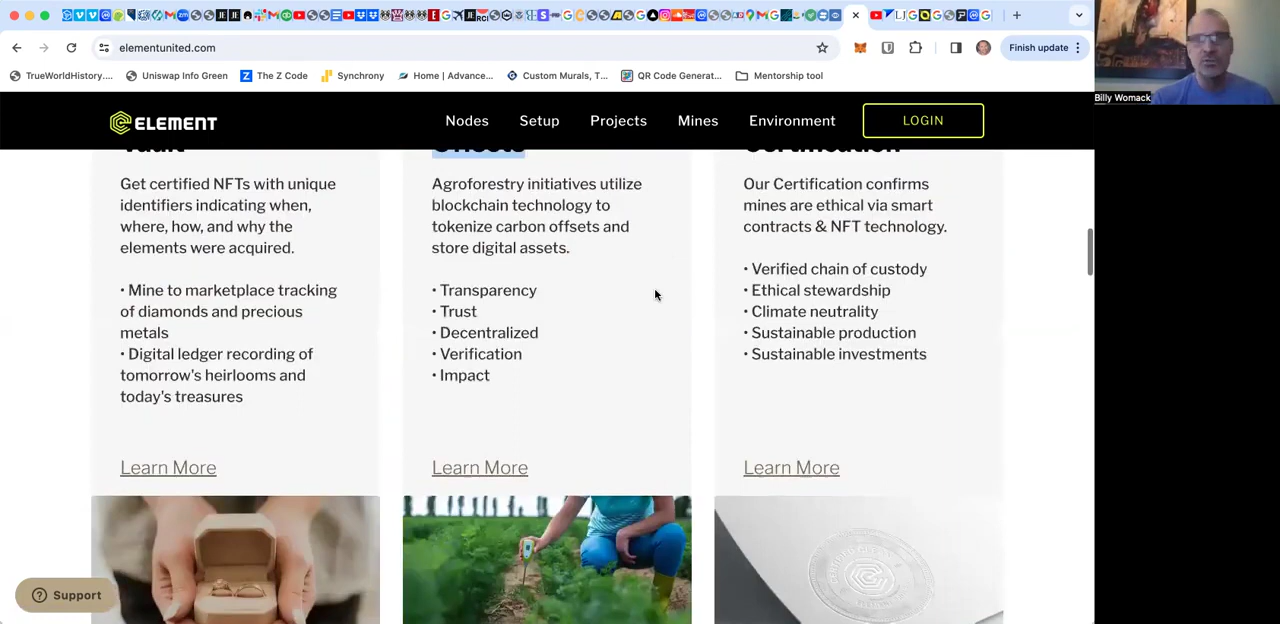 elementunited.com
Finish update
TrueWorldHistory....
Uniswap Info Green
The Z Code
Synchrony
Home | Advance...
Custom Murals, T...
QR Code Generat...
Mentorship tool
Billy Womack
ELEMENT
Nodes
Setup
Projects
Mines
Environment
LOGIN
Vault
Offsets
Certification
Get certified NFTs with unique
identifiers indicating when,
where, how, and why the
elements were acquired.
• Mine to marketplace tracking
of diamonds and precious
metals
• Digital ledger recording of
tomorrow's heirlooms and
today's treasures
Learn More
Agroforestry initiatives utilize
blockchain technology to
tokenize carbon offsets and
store digital assets.
• Transparency
• Trust
• Decentralized
• Verification
• Impact
Learn More
Our Certification confirms
mines are ethical via smart
contracts & NFT technology.
• Verified chain of custody
• Ethical stewardship
• Climate neutrality
• Sustainable production
• Sustainable investments
Learn More
Support